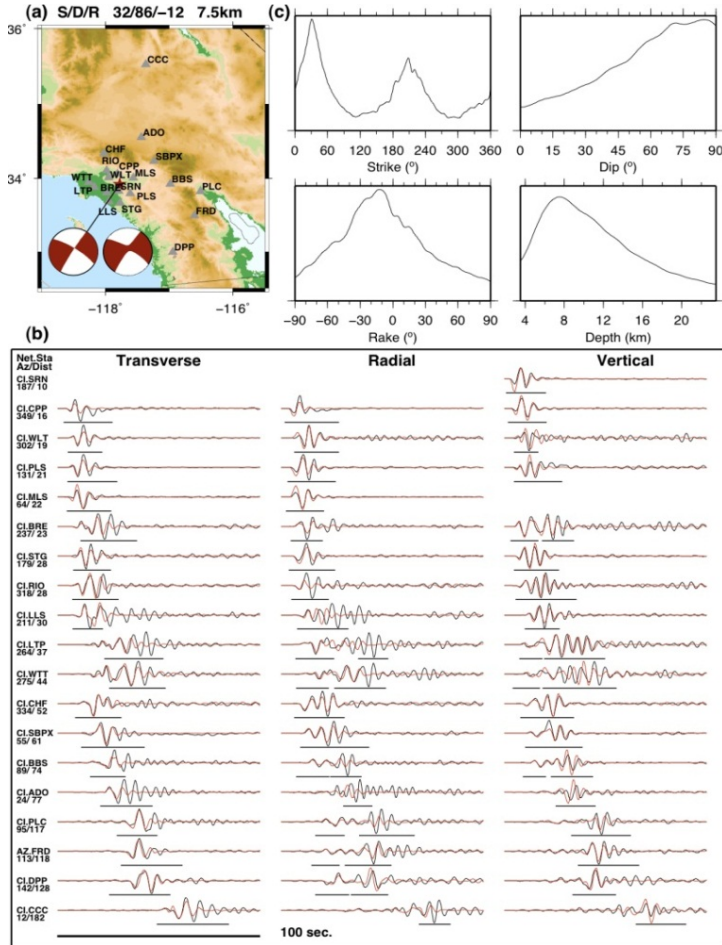 (a) S/D/R 32/86/−12 7.5km
36°
34°
CCC
ADO
CHF
SBPX
RIO
CPP
WLT
MLS
WTT
BBS
LTP
BRE
SRN
PLC
PLS
LLS
STG
FRD
DPP
−118°
−116°
(c)
0 60 120 180 240 300 360
Strike (°)
0 15 30 45 60 75 90
Dip (°)
−90 −60 −30 0 30 60 90
Rake (°)
4 8 12 16 20
Depth (km)
(b)
Net.Sta
Az/Dist
Transverse Radial Vertical
CI.SRN
187/ 10
CI.CPP
349/ 16
CI.WLT
302/ 19
CI.PLS
131/ 21
CI.MLS
64/ 22
CI.BRE
237/ 23
CI.STG
179/ 28
CI.RIO
318/ 28
CI.LLS
211/ 30
CI.LTP
264/ 37
CI.WTT
275/ 44
CI.CHF
334/ 52
CI.SBPX
55/ 61
CI.BBS
89/ 74
CI.ADO
24/ 77
CI.PLC
95/117
AZ.FRD
113/118
CI.DPP
142/128
CI.CCC
12/182
100 sec.